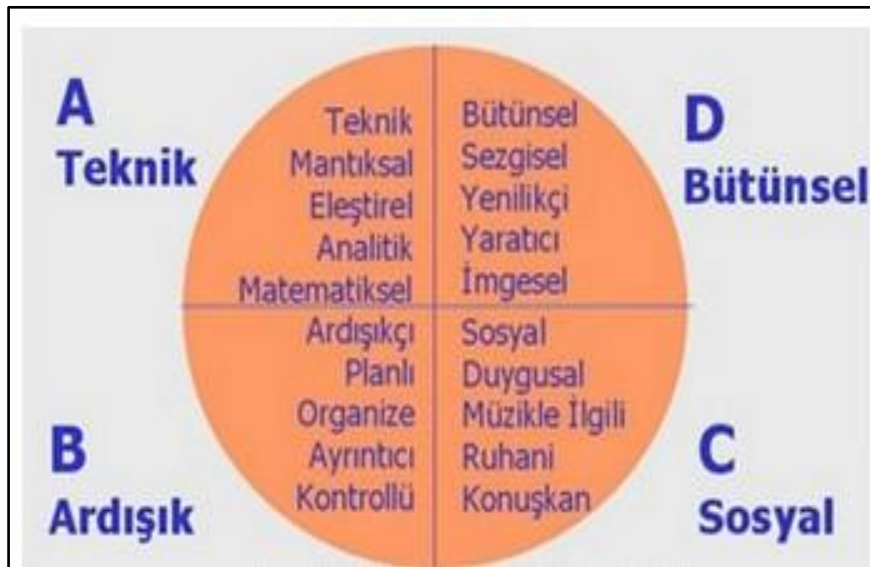 A
Teknik
Teknik
Mantıksal
Eleştirel
Analitik
Matematiksel
Bütünsel
Sezgisel
Yenilikçi
Yaratıcı
İmgesel
D
Bütünsel
B
Ardışık
Ardışıkçı
Planlı
Organize
Ayrıntıcı
Kontrollü
Sosyal
Duygusal
Müzikle İlgili
Ruhani
Konuşkan
C
Sosyal